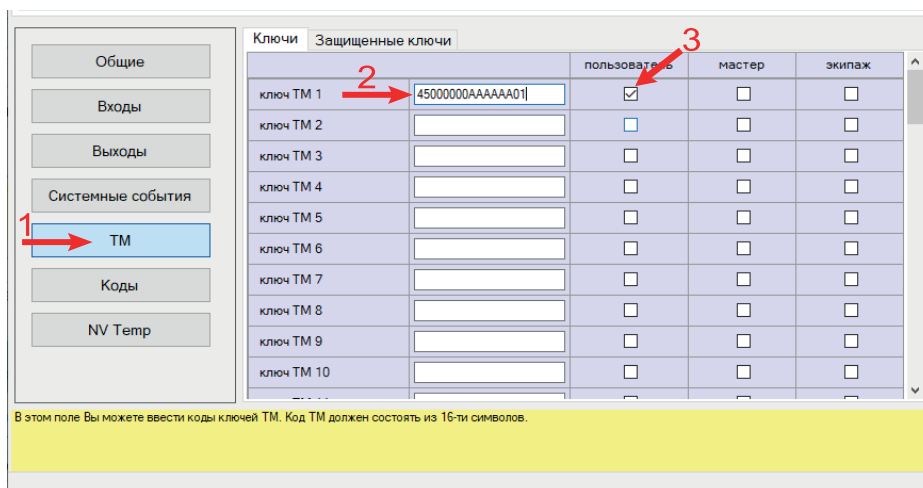 Ключи Защищенные ключи
3
Общие
Входы
Выходы
Системные события
1
ТМ
Коды
NV Temp
пользователь мастер экипаж
2
ключ ТМ 1 45000000AAAAAA01
ключ ТМ 2
ключ ТМ 3
ключ ТМ 4
ключ ТМ 5
ключ ТМ 6
ключ ТМ 7
ключ ТМ 8
ключ ТМ 9
ключ ТМ 10
В этом поле Вы можете ввести коды ключей ТМ. Код ТМ должен состоять из 16-ти символов.